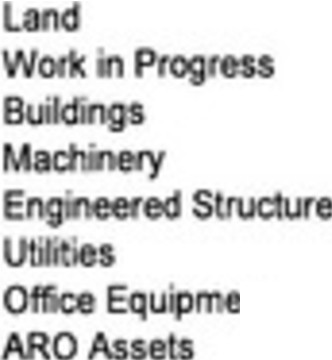 Land
Work in Progress
Buildings
Machinery
Engineered Structure
Utilities
Office Equipme
ARO Assets